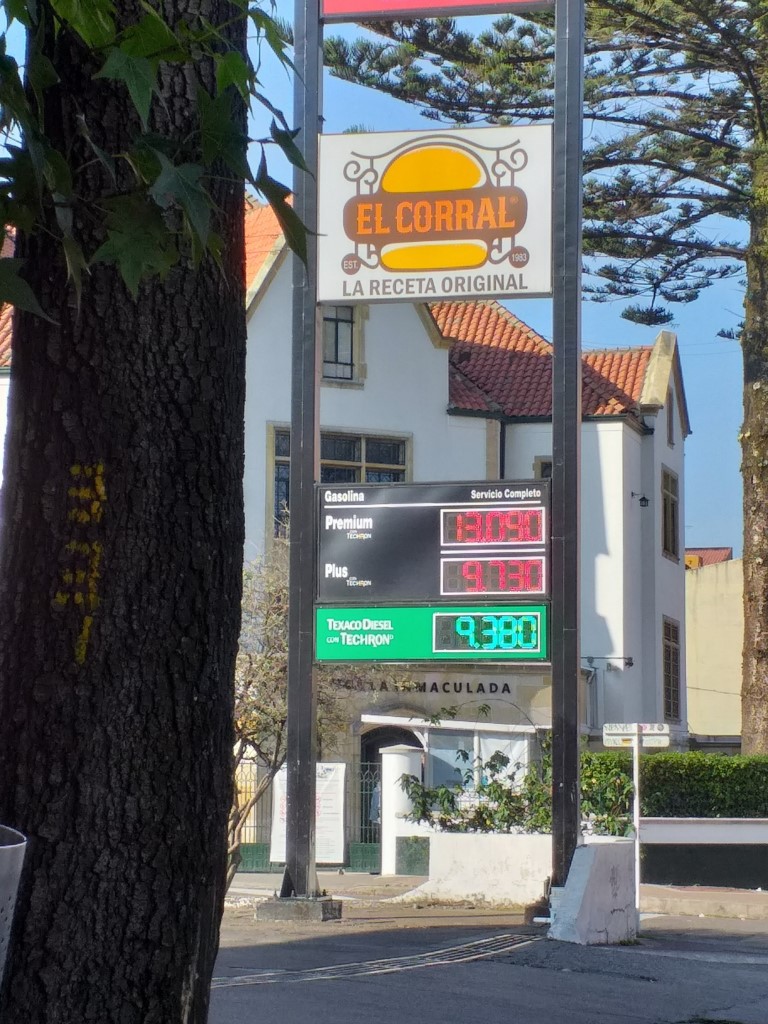 EL CORRAL
EST. 1983
LA RECETA ORIGINAL
Gasolina Servicio Completo
Premium 13.090
CON TECHRON
Plus 9.730
CON TECHRON
TEXACO DIESEL 9.380
CON TECHRON
LA INMACULADA